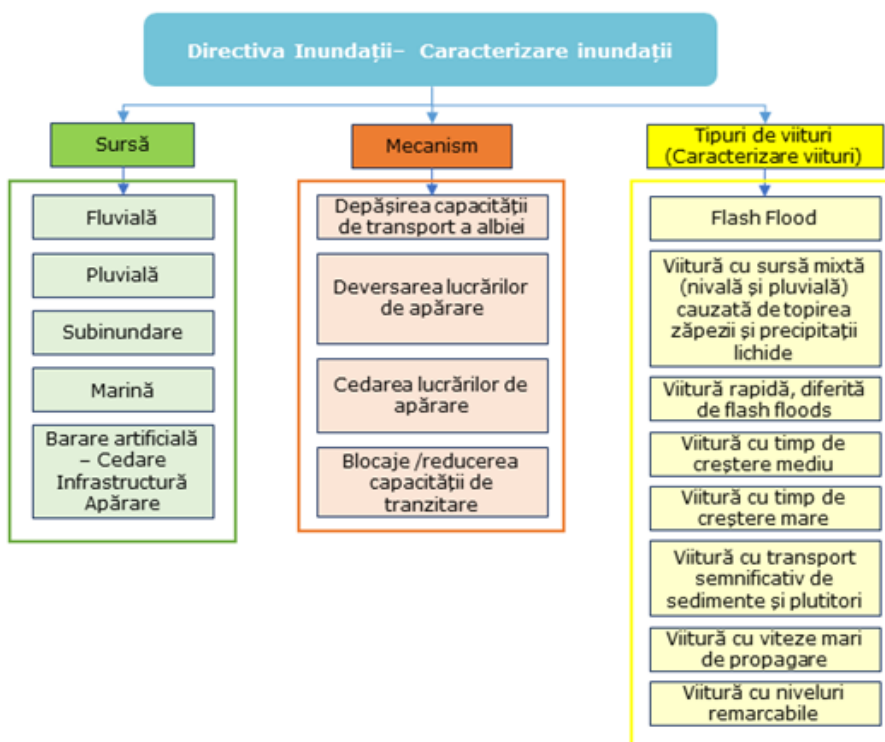 Directiva Inundații– Caracterizare inundații
Sursă
Fluvială
Pluvială
Subinundare
Marină
Barare artificială
– Cedare
Infrastructură
Apărare
Mecanism
Depășirea capacității
de transport a albiei
Deversarea lucrărilor
de apărare
Cedarea lucrărilor de
apărare
Blocaje /reducerea
capacității de
tranzitare
Tipuri de viituri
(Caracterizare viituri)
Flash Flood
Viitură cu sursă mixtă
(nivală și pluvială)
cauzată de topirea
zăpezii și precipitații
lichide
Viitură rapidă, diferită
de flash floods
Viitură cu timp de
creștere mediu
Viitură cu timp de
creștere mare
Viitură cu transport
semnificativ de
sedimente și plutitori
Viitură cu viteze mari
de propagare
Viitură cu niveluri
remarcabile